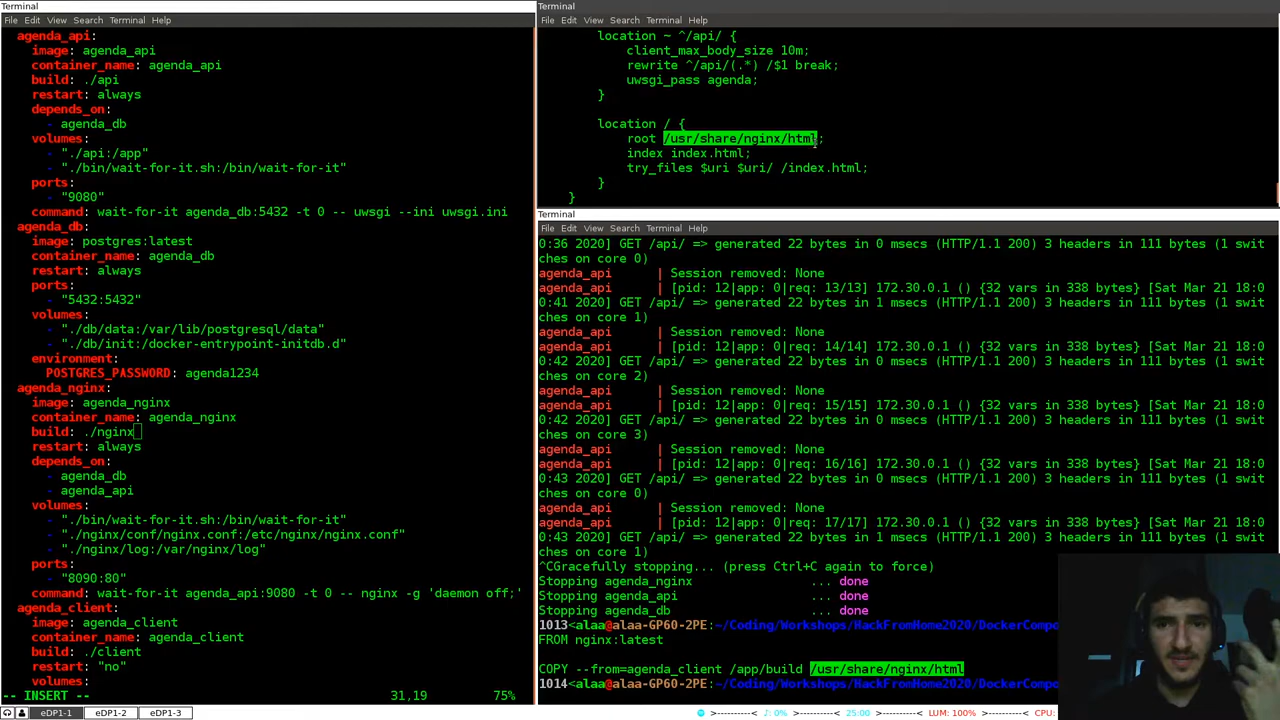 Terminal
File Edit View Search Terminal Help
agenda_api:
image: agenda_api
container_name: agenda_api
build: ./api
restart: always
depends_on:
- agenda_db
volumes:
- "./api:/app"
- "./bin/wait-for-it.sh:/bin/wait-for-it"
ports:
- "9080"
command: wait-for-it agenda_db:5432 -t 0 -- uwsgi --ini uwsgi.ini
agenda_db:
image: postgres:latest
container_name: agenda_db
restart: always
ports:
- "5432:5432"
volumes:
- "./db/data:/var/lib/postgresql/data"
- "./db/init:/docker-entrypoint-initdb.d"
environment:
POSTGRES_PASSWORD: agenda1234
agenda_nginx:
image: agenda_nginx
container_name: agenda_nginx
build: ./nginx
restart: always
depends_on:
- agenda_db
- agenda_api
volumes:
- "./bin/wait-for-it.sh:/bin/wait-for-it"
- "./nginx/conf/nginx.conf:/etc/nginx/nginx.conf"
- "./nginx/log:/var/nginx/log"
ports:
- "8090:80"
command: wait-for-it agenda_api:9080 -t 0 -- nginx -g 'daemon off;'
agenda_client:
image: agenda_client
container_name: agenda_client
build: ./client
restart: "no"
volumes:
-- INSERT -- 31,19 75%
Terminal
File Edit View Search Terminal Help
location ~ ^/api/ {
client_max_body_size 10m;
rewrite ^/api/(.*) /$1 break;
uwsgi_pass agenda;
}
location / {
root /usr/share/nginx/html;
index index.html;
try_files $uri $uri/ /index.html;
}
}
Terminal
File Edit View Search Terminal Help
0:36 2020] GET /api/ => generated 22 bytes in 0 msecs (HTTP/1.1 200) 3 headers in 111 bytes (1 swit
ches on core 0)
agenda_api | Session removed: None
agenda_api | [pid: 12|app: 0|req: 13/13] 172.30.0.1 () {32 vars in 338 bytes} [Sat Mar 21 18:0
0:41 2020] GET /api/ => generated 22 bytes in 1 msecs (HTTP/1.1 200) 3 headers in 111 bytes (1 swit
ches on core 1)
agenda_api | Session removed: None
agenda_api | [pid: 12|app: 0|req: 14/14] 172.30.0.1 () {32 vars in 338 bytes} [Sat Mar 21 18:0
0:42 2020] GET /api/ => generated 22 bytes in 0 msecs (HTTP/1.1 200) 3 headers in 111 bytes (1 swit
ches on core 2)
agenda_api | Session removed: None
agenda_api | [pid: 12|app: 0|req: 15/15] 172.30.0.1 () {32 vars in 338 bytes} [Sat Mar 21 18:0
0:42 2020] GET /api/ => generated 22 bytes in 0 msecs (HTTP/1.1 200) 3 headers in 111 bytes (1 swit
ches on core 3)
agenda_api | Session removed: None
agenda_api | [pid: 12|app: 0|req: 16/16] 172.30.0.1 () {32 vars in 338 bytes} [Sat Mar 21 18:0
0:43 2020] GET /api/ => generated 22 bytes in 0 msecs (HTTP/1.1 200) 3 headers in 111 bytes (1 swit
ches on core 0)
agenda_api | Session removed: None
agenda_api | [pid: 12|app: 0|req: 17/17] 172.30.0.1 () {32 vars in 338 bytes} [Sat Mar 21 18:0
0:43 2020] GET /api/ => generated 22 bytes in 1 msecs (HTTP/1.1 200) 3 headers in 111 bytes (1 swit
ches on core 1)
^CGracefully stopping... (press Ctrl+C again to force)
Stopping agenda_nginx ... done
Stopping agenda_api ... done
Stopping agenda_db ... done
1013<alaa@alaa-GP60-2PE:~/Coding/Workshops/HackFromHome2020/DockerCompo
FROM nginx:latest
COPY --from=agenda_client /app/build /usr/share/nginx/html
1014<alaa@alaa-GP60-2PE:~/Coding/Workshops/HackFromHome2020/DockerCompo
eDP1-1 eDP1-2 eDP1-3 >----------< ♪: 0% >----------< 25:00 >----------< LUM: 100% >----------< CPU: